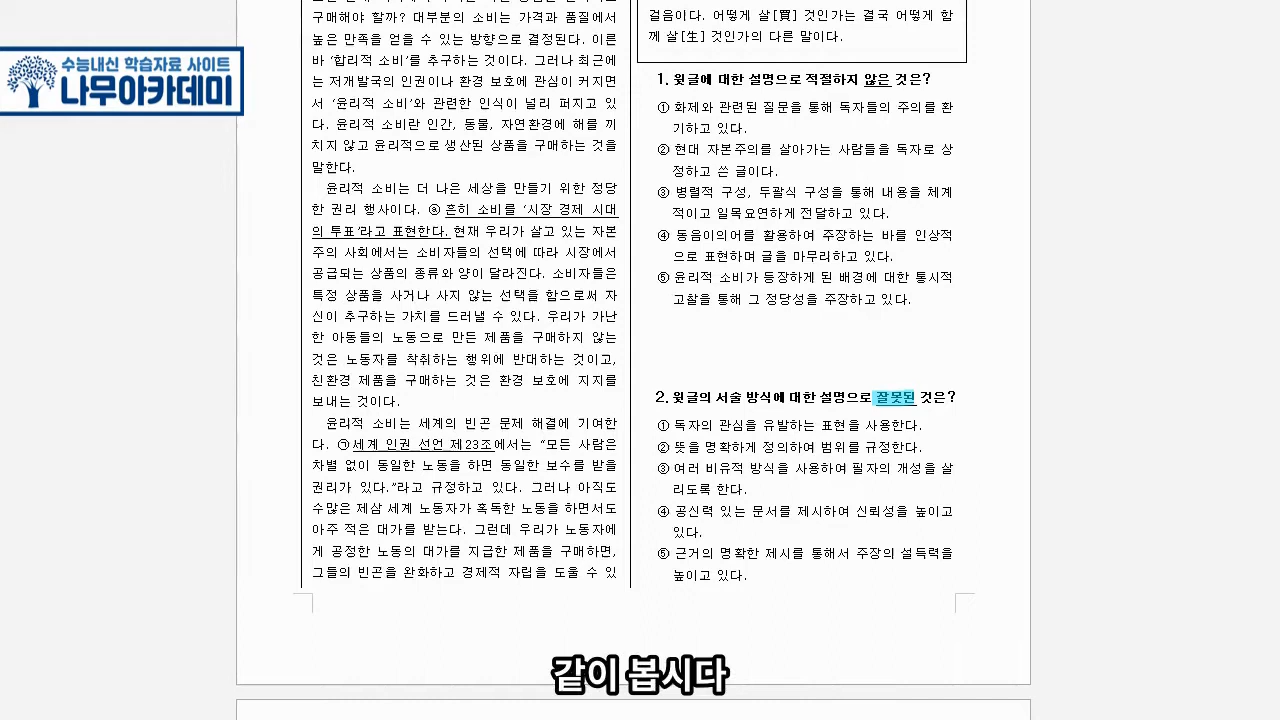 구매해야 할까? 대부분의 소비는 가격과 품질에서
높은 만족을 얻을 수 있는 방향으로 결정된다. 이른
바 ‘합리적 소비’를 추구하는 것이다. 그러나 최근에
는 저개발국의 인권이나 환경 보호에 관심이 커지면
서 ‘윤리적 소비’와 관련한 인식이 널리 퍼지고 있
다. 윤리적 소비란 인간, 동물, 자연환경에 해를 끼
치지 않고 윤리적으로 생산된 상품을 구매하는 것을
말한다.
윤리적 소비는 더 나은 세상을 만들기 위한 정당
한 권리 행사이다. ⓐ 흔히 소비를 ‘시장 경제 시대
의 투표’라고 표현한다. 현재 우리가 살고 있는 자본
주의 사회에서는 소비자들의 선택에 따라 시장에서
공급되는 상품의 종류와 양이 달라진다. 소비자들은
특정 상품을 사거나 사지 않는 선택을 함으로써 자
신이 추구하는 가치를 드러낼 수 있다. 우리가 가난
한 아동들의 노동으로 만든 제품을 구매하지 않는
것은 노동자를 착취하는 행위에 반대하는 것이고,
친환경 제품을 구매하는 것은 환경 보호에 지지를
보내는 것이다.
윤리적 소비는 세계의 빈곤 문제 해결에 기여한
다. ㉠세계 인권 선언 제23조에서는 “모든 사람은
차별 없이 동일한 노동을 하면 동일한 보수를 받을
권리가 있다.”라고 규정하고 있다. 그러나 아직도
수많은 제삼 세계 노동자가 혹독한 노동을 하면서도
아주 적은 대가를 받는다. 그런데 우리가 노동자에
게 공정한 노동의 대가를 지급한 제품을 구매하면,
그들의 빈곤을 완화하고 경제적 자립을 도울 수 있
걸음이다. 어떻게 살[買] 것인가는 결국 어떻게 함
께 살[生] 것인가의 다른 말이다.
1. 윗글에 대한 설명으로 적절하지 않은 것은?
① 화제와 관련된 질문을 통해 독자들의 주의를 환
기하고 있다.
② 현대 자본주의를 살아가는 사람들을 독자로 상
정하고 쓴 글이다.
③ 병렬적 구성, 두괄식 구성을 통해 내용을 체계
적이고 일목요연하게 전달하고 있다.
④ 동음이의어를 활용하여 주장하는 바를 인상적
으로 표현하며 글을 마무리하고 있다.
⑤ 윤리적 소비가 등장하게 된 배경에 대한 통시적
고찰을 통해 그 정당성을 주장하고 있다.
2. 윗글의 서술 방식에 대한 설명으로 잘못된 것은?
① 독자의 관심을 유발하는 표현을 사용한다.
② 뜻을 명확하게 정의하여 범위를 규정한다.
③ 여러 비유적 방식을 사용하여 필자의 개성을 살
리도록 한다.
④ 공신력 있는 문서를 제시하여 신뢰성을 높이고
있다.
⑤ 근거의 명확한 제시를 통해서 주장의 설득력을
높이고 있다.
수능내신 학습자료 사이트
나무아카데미
같이 봅시다